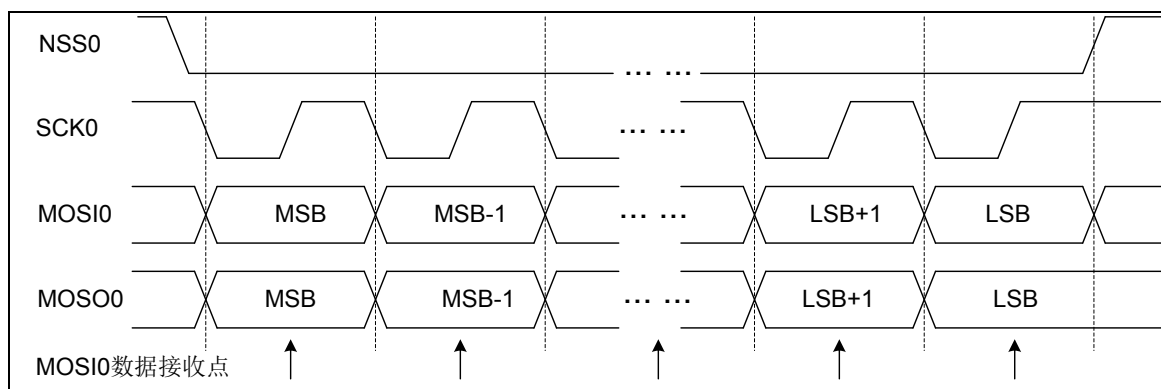 NSS0
... ...
SCK0
... ...
MOSI0 MSB MSB-1 ... ... LSB+1 LSB
MOSO0 MSB MSB-1 ... ... LSB+1 LSB
MOSI0数据接收点